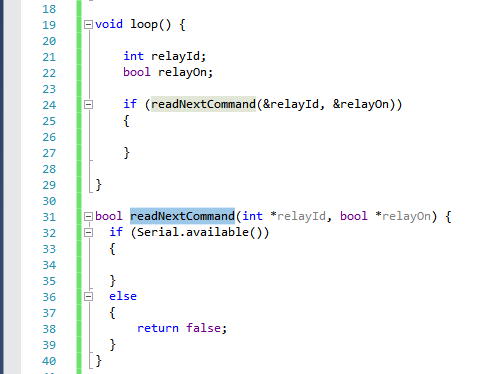 18
19 void loop() {
20
21 int relayId;
22 bool relayOn;
23
24 if (readNextCommand(&relayId, &relayOn))
25 {
26
27 }
28
29 }
30
31 bool readNextCommand(int *relayId, bool *relayOn) {
32 if (Serial.available())
33 {
34
35 }
36 else
37 {
38 return false;
39 }
40 }